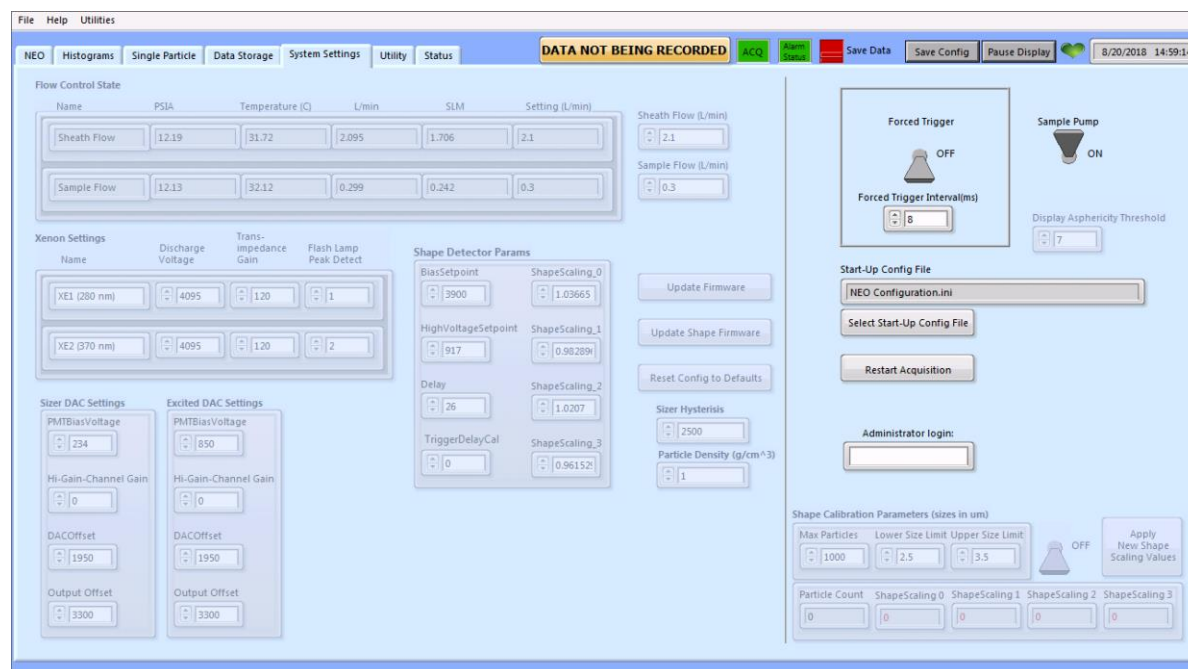 File Help Utilities
NEO Histograms Single Particle Data Storage System Settings Utility Status DATA NOT BEING RECORDED ACQ Alarm Status Save Data Save Config Pause Display 8/20/2018 14:59:14
Flow Control State
Name PSIA Temperature (C) L/min SLM Setting (L/min)
Sheath Flow 12.19 31.72 2.095 1.706 2.1
Sample Flow 12.13 32.12 0.299 0.242 0.3
Sheath Flow (L/min)
2.1
Sample Flow (L/min)
0.3
Xenon Settings
Name Discharge Voltage Trans-impedance Gain Flash Lamp Peak Detect
XE1 (280 nm) 4095 120 1
XE2 (370 nm) 4095 120 2
Shape Detector Params
BiasSetpoint ShapeScaling_0
3900 1.03665
HighVoltageSetpoint ShapeScaling_1
917 0.98289
Delay ShapeScaling_2
26 1.0207
TriggerDelayCal ShapeScaling_3
0 0.96152
Update Firmware
Update Shape Firmware
Reset Config to Defaults
Sizer Hysterisis
2500
Particle Density (g/cm^3)
1
Sizer DAC Settings
PMTBiasVoltage
234
Hi-Gain-Channel Gain
0
DACOffset
1950
Output Offset
3300
Excited DAC Settings
PMTBiasVoltage
850
Hi-Gain-Channel Gain
0
DACOffset
1950
Output Offset
3300
Forced Trigger
OFF
Forced Trigger Interval(ms)
8
Sample Pump
ON
Display Asphericity Threshold
7
Start-Up Config File
NEO Configuration.ini
Select Start-Up Config File
Restart Acquisition
Administrator login:
Shape Calibration Parameters (sizes in um)
Max Particles Lower Size Limit Upper Size Limit
1000 2.5 3.5
OFF
Apply
New Shape
Scaling Values
Particle Count ShapeScaling 0 ShapeScaling 1 ShapeScaling 2 ShapeScaling 3
0 0 0 0 0